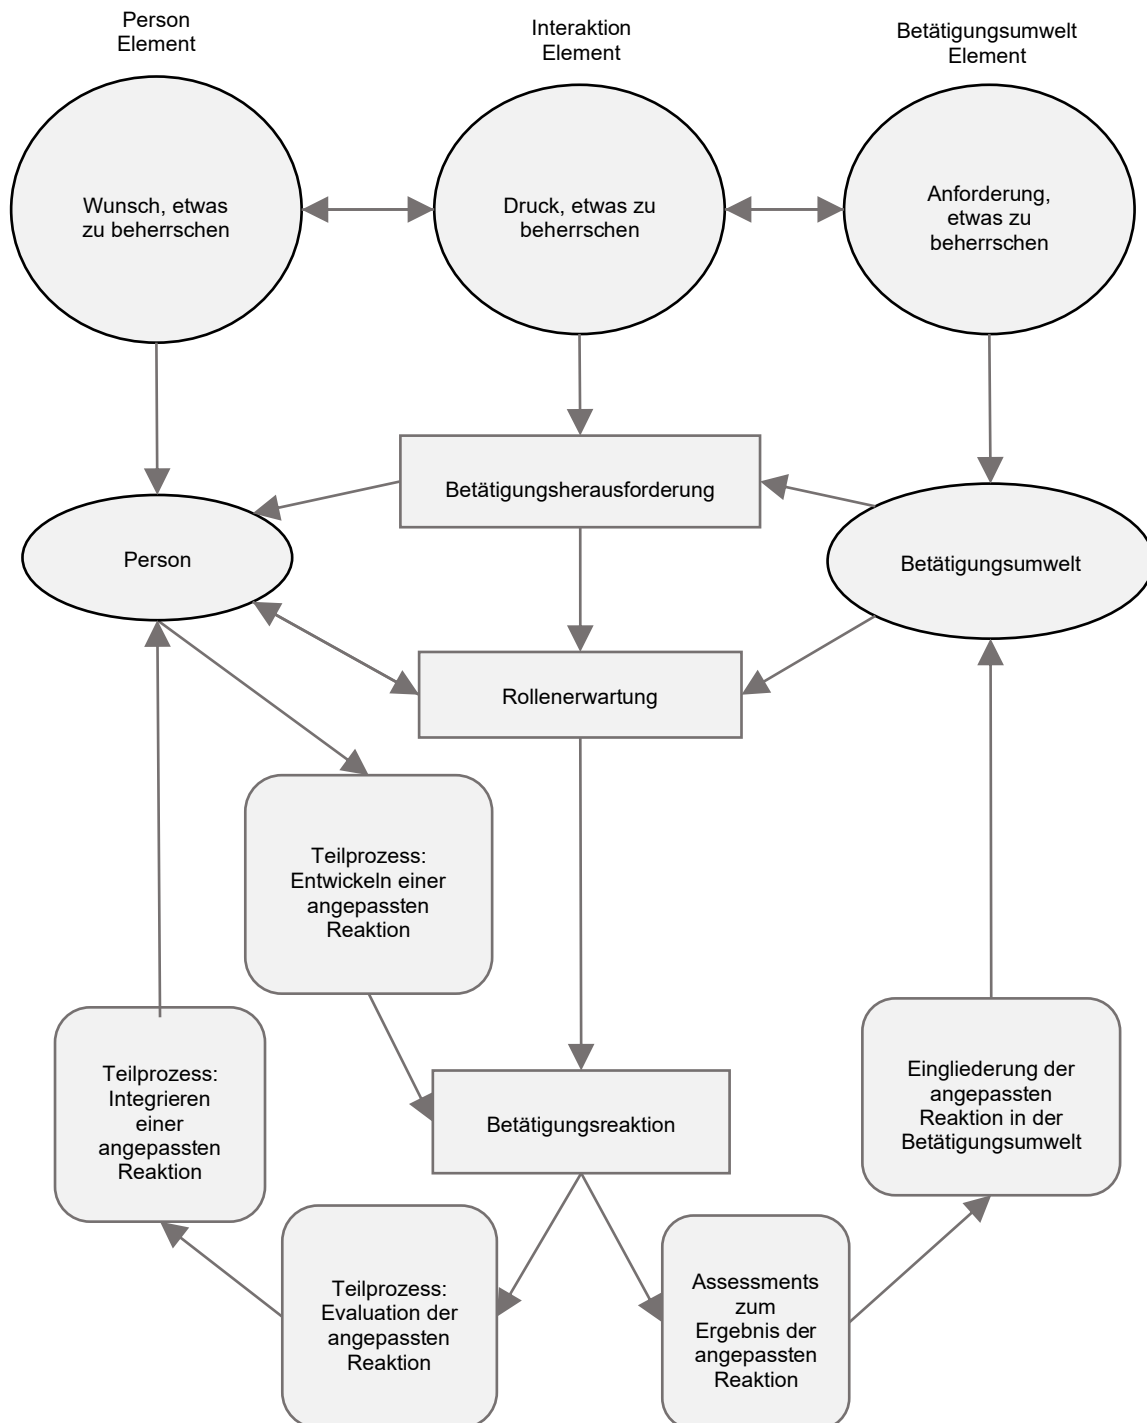 Person
Element
Interaktion
Element
Betätigungsumwelt
Element
Wunsch, etwas
zu beherrschen
Druck, etwas zu
beherrschen
Anforderung,
etwas zu
beherrschen
Betätigungsherausforderung
Person
Betätigungsumwelt
Rollenerwartung
Teilprozess:
Entwickeln einer
angepassten
Reaktion
Teilprozess:
Integrieren
einer
angepassten
Reaktion
Betätigungsreaktion
Eingliederung der
angepassten
Reaktion in der
Betätigungsumwelt
Teilprozess:
Evaluation der
angepassten
Reaktion
Assessments
zum
Ergebnis der
angepassten
Reaktion